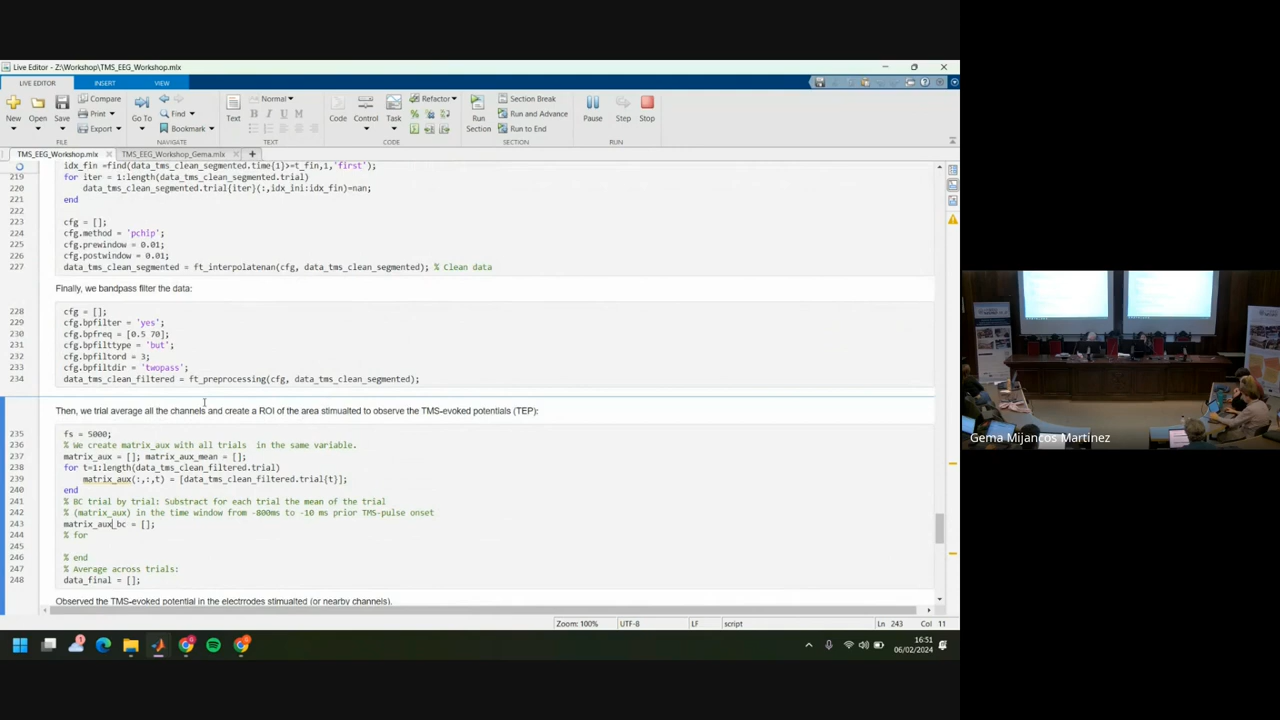 Live Editor - Z:\Workshop\TMS_EEG_Workshop.mlx
LIVE EDITOR INSERT VIEW
New Open Save Compare Print Export Go To Find Bookmark Text Normal B I U M Code Control Task Refactor Run Section Section Break Run and Advance Run to End Pause Step Stop
FILE NAVIGATE TEXT CODE SECTION RUN
TMS_EEG_Workshop.mlx TMS_EEG_Workshop_Gema.mlx
idx_fin =find(data_tms_clean_segmented.time{1}>=t_fin,1,'first');
219 for iter = 1:length(data_tms_clean_segmented.trial)
220 data_tms_clean_segmented.trial{iter}(:,idx_ini:idx_fin)=nan;
221 end
222
223 cfg = [];
224 cfg.method = 'pchip';
225 cfg.prewindow = 0.01;
226 cfg.postwindow = 0.01;
227 data_tms_clean_segmented = ft_interpolatenan(cfg, data_tms_clean_segmented); % Clean data
Finally, we bandpass filter the data:
228 cfg = [];
229 cfg.bpfilter = 'yes';
230 cfg.bpfreq = [0.5 70];
231 cfg.bpfilttype = 'but';
232 cfg.bpfiltord = 3;
233 cfg.bpfiltdir = 'twopass';
234 data_tms_clean_filtered = ft_preprocessing(cfg, data_tms_clean_segmented);
Then, we trial average all the channels and create a ROI of the area stimualted to observe the TMS-evoked potentials (TEP):
235 fs = 5000;
236 % We create matrix_aux with all trials in the same variable.
237 matrix_aux = []; matrix_aux_mean = [];
238 for t=1:length(data_tms_clean_filtered.trial)
239 matrix_aux(:,:,t) = [data_tms_clean_filtered.trial{t}];
240 end
241 % BC trial by trial: Substract for each trial the mean of the trial
242 % (matrix_aux) in the time window from -800ms to -10 ms prior TMS-pulse onset
243 matrix_aux_bc = [];
244 % for
245
246 % end
247 % Average across trials:
248 data_final = [];
Observed the TMS-evoked potential in the electrrodes stimualted (or nearby channels).
Zoom: 100% UTF-8 LF script Ln 243 Col 11
16:51
06/02/2024
Gema Mijancos Martinez